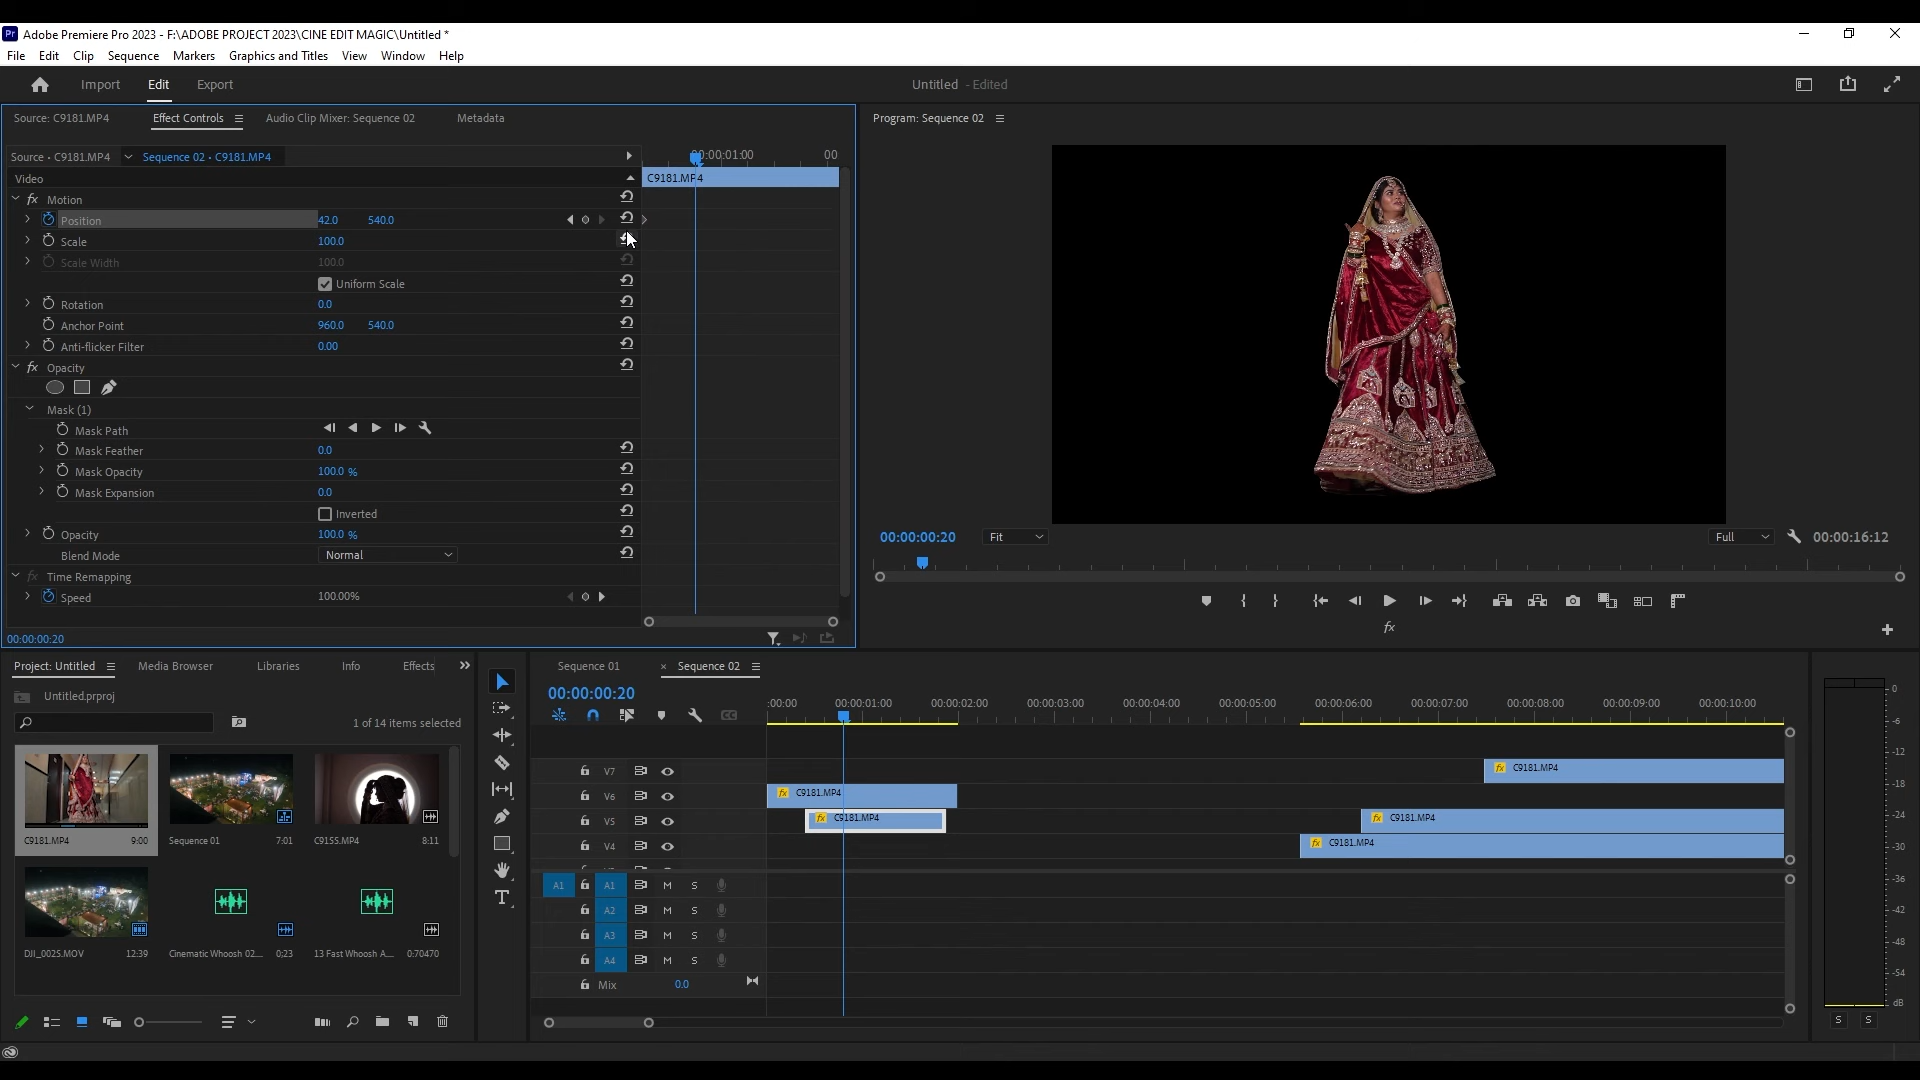 Pr Adobe Premiere Pro 2023 - F:\ADOBE PROJECT 2023\CINE EDIT MAGIC\Untitled *
File Edit Clip Sequence Markers Graphics and Titles View Window Help
Import Edit Export
Untitled - Edited
Source: C9181.MP4 Effect Controls Audio Clip Mixer: Sequence 02 Metadata
Source • C9181.MP4 Sequence 02 • C9181.MP4
00:00:01:00 00
Video
C9181.MP4
fx Motion
Position 42.0 540.0
Scale 100.0
Scale Width 100.0
Uniform Scale
Rotation 0.0
Anchor Point 960.0 540.0
Anti-flicker Filter 0.00
fx Opacity
Mask (1)
Mask Path
Mask Feather 0.0
Mask Opacity 100.0 %
Mask Expansion 0.0
Inverted
Opacity 100.0 %
Blend Mode Normal
fx Time Remapping
Speed 100.00%
00:00:00:20
Program: Sequence 02
00:00:00:20 Fit Full 00:00:16:12
fx
Project: Untitled Media Browser Libraries Info Effects
Untitled.prproj
1 of 14 items selected
C9181.MP4 9:00
Sequence 01 7:01
C91SS.MP4 8:11
DJI_002S.MOV 12:39
Cinematic Whoosh 02... 0;23
13 Fast Whoosh A... 0:70470
Sequence 01 × Sequence 02
00:00:00:20
:00:00 00:00:01:00 00:00:02:00 00:00:03:00 00:00:04:00 00:00:05:00 00:00:06:00 00:00:07:00 00:00:08:00 00:00:09:00 00:00:10:00
V7 fx C9181.MP4
V6 fx C9181.MP4
V5 fx C9181.MP4 fx C9181.MP4
V4 fx C9181.MP4
A1 A1 M S
A2 M S
A3 M S
A4 M S
Mix 0.0
0
-6
-12
-18
-24
-30
-36
-42
-48
-54
dB
S S